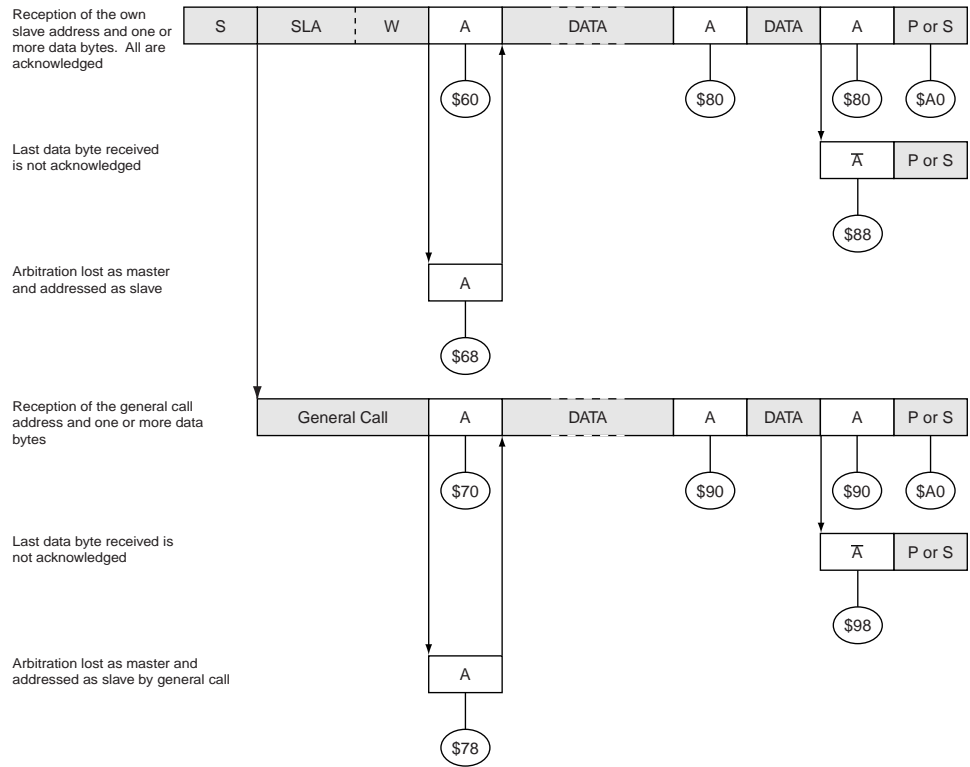 Reception of the own
slave address and one or
more data bytes. All are
acknowledged
S SLA W A DATA A DATA A P or S
$60 $80 $80 $A0
Last data byte received
is not acknowledged
A̅ P or S
$88
Arbitration lost as master
and addressed as slave
A
$68
Reception of the general call
address and one or more data
bytes
General Call A DATA A DATA A P or S
$70 $90 $90 $A0
Last data byte received is
not acknowledged
A̅ P or S
$98
Arbitration lost as master and
addressed as slave by general call
A
$78